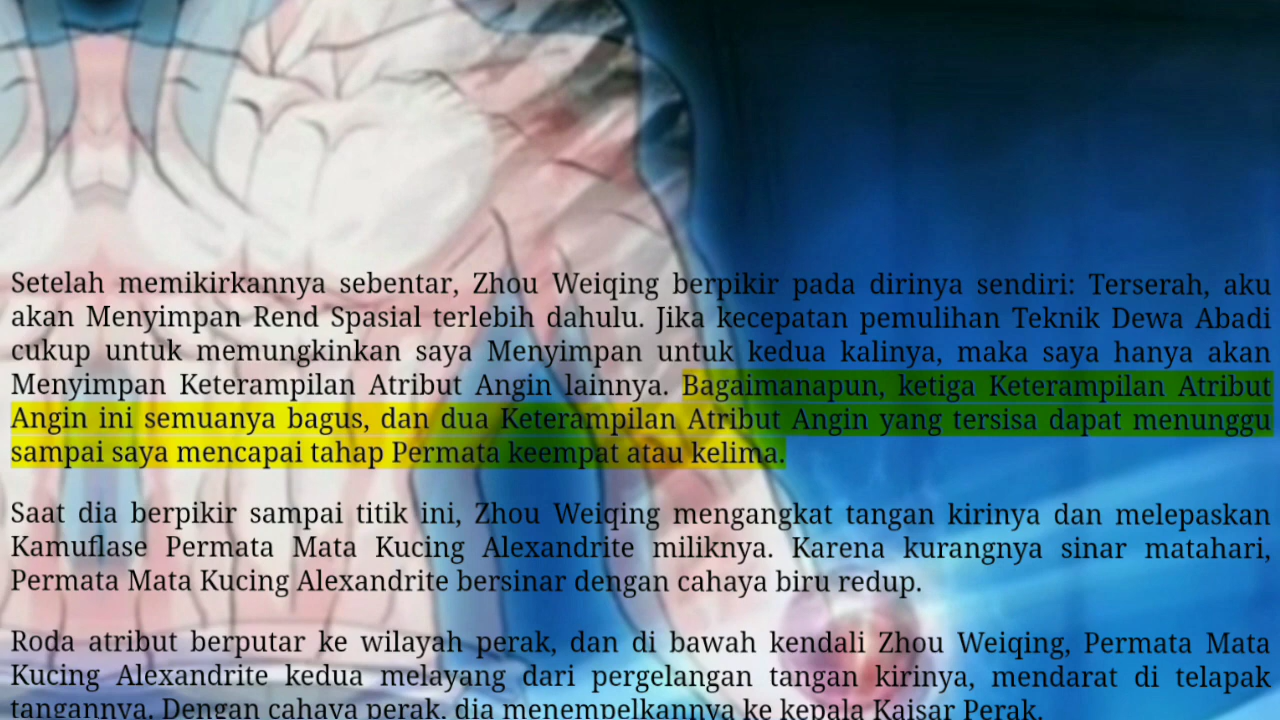 Setelah memikirkannya sebentar, Zhou Weiqing berpikir pada dirinya sendiri: Terserah, aku
akan Menyimpan Rend Spasial terlebih dahulu. Jika kecepatan pemulihan Teknik Dewa Abadi
cukup untuk memungkinkan saya Menyimpan untuk kedua kalinya, maka saya hanya akan
Menyimpan Keterampilan Atribut Angin lainnya. Bagaimanapun, ketiga Keterampilan Atribut
Angin ini semuanya bagus, dan dua Keterampilan Atribut Angin yang tersisa dapat menunggu
sampai saya mencapai tahap Permata keempat atau kelima.
Saat dia berpikir sampai titik ini, Zhou Weiqing mengangkat tangan kirinya dan melepaskan
Kamuflase Permata Mata Kucing Alexandrite miliknya. Karena kurangnya sinar matahari,
Permata Mata Kucing Alexandrite bersinar dengan cahaya biru redup.
Roda atribut berputar ke wilayah perak, dan di bawah kendali Zhou Weiqing, Permata Mata
Kucing Alexandrite kedua melayang dari pergelangan tangan kirinya, mendarat di telapak
tangannya. Dengan cahaya perak, dia menempelkannya ke kepala Kaisar Perak.